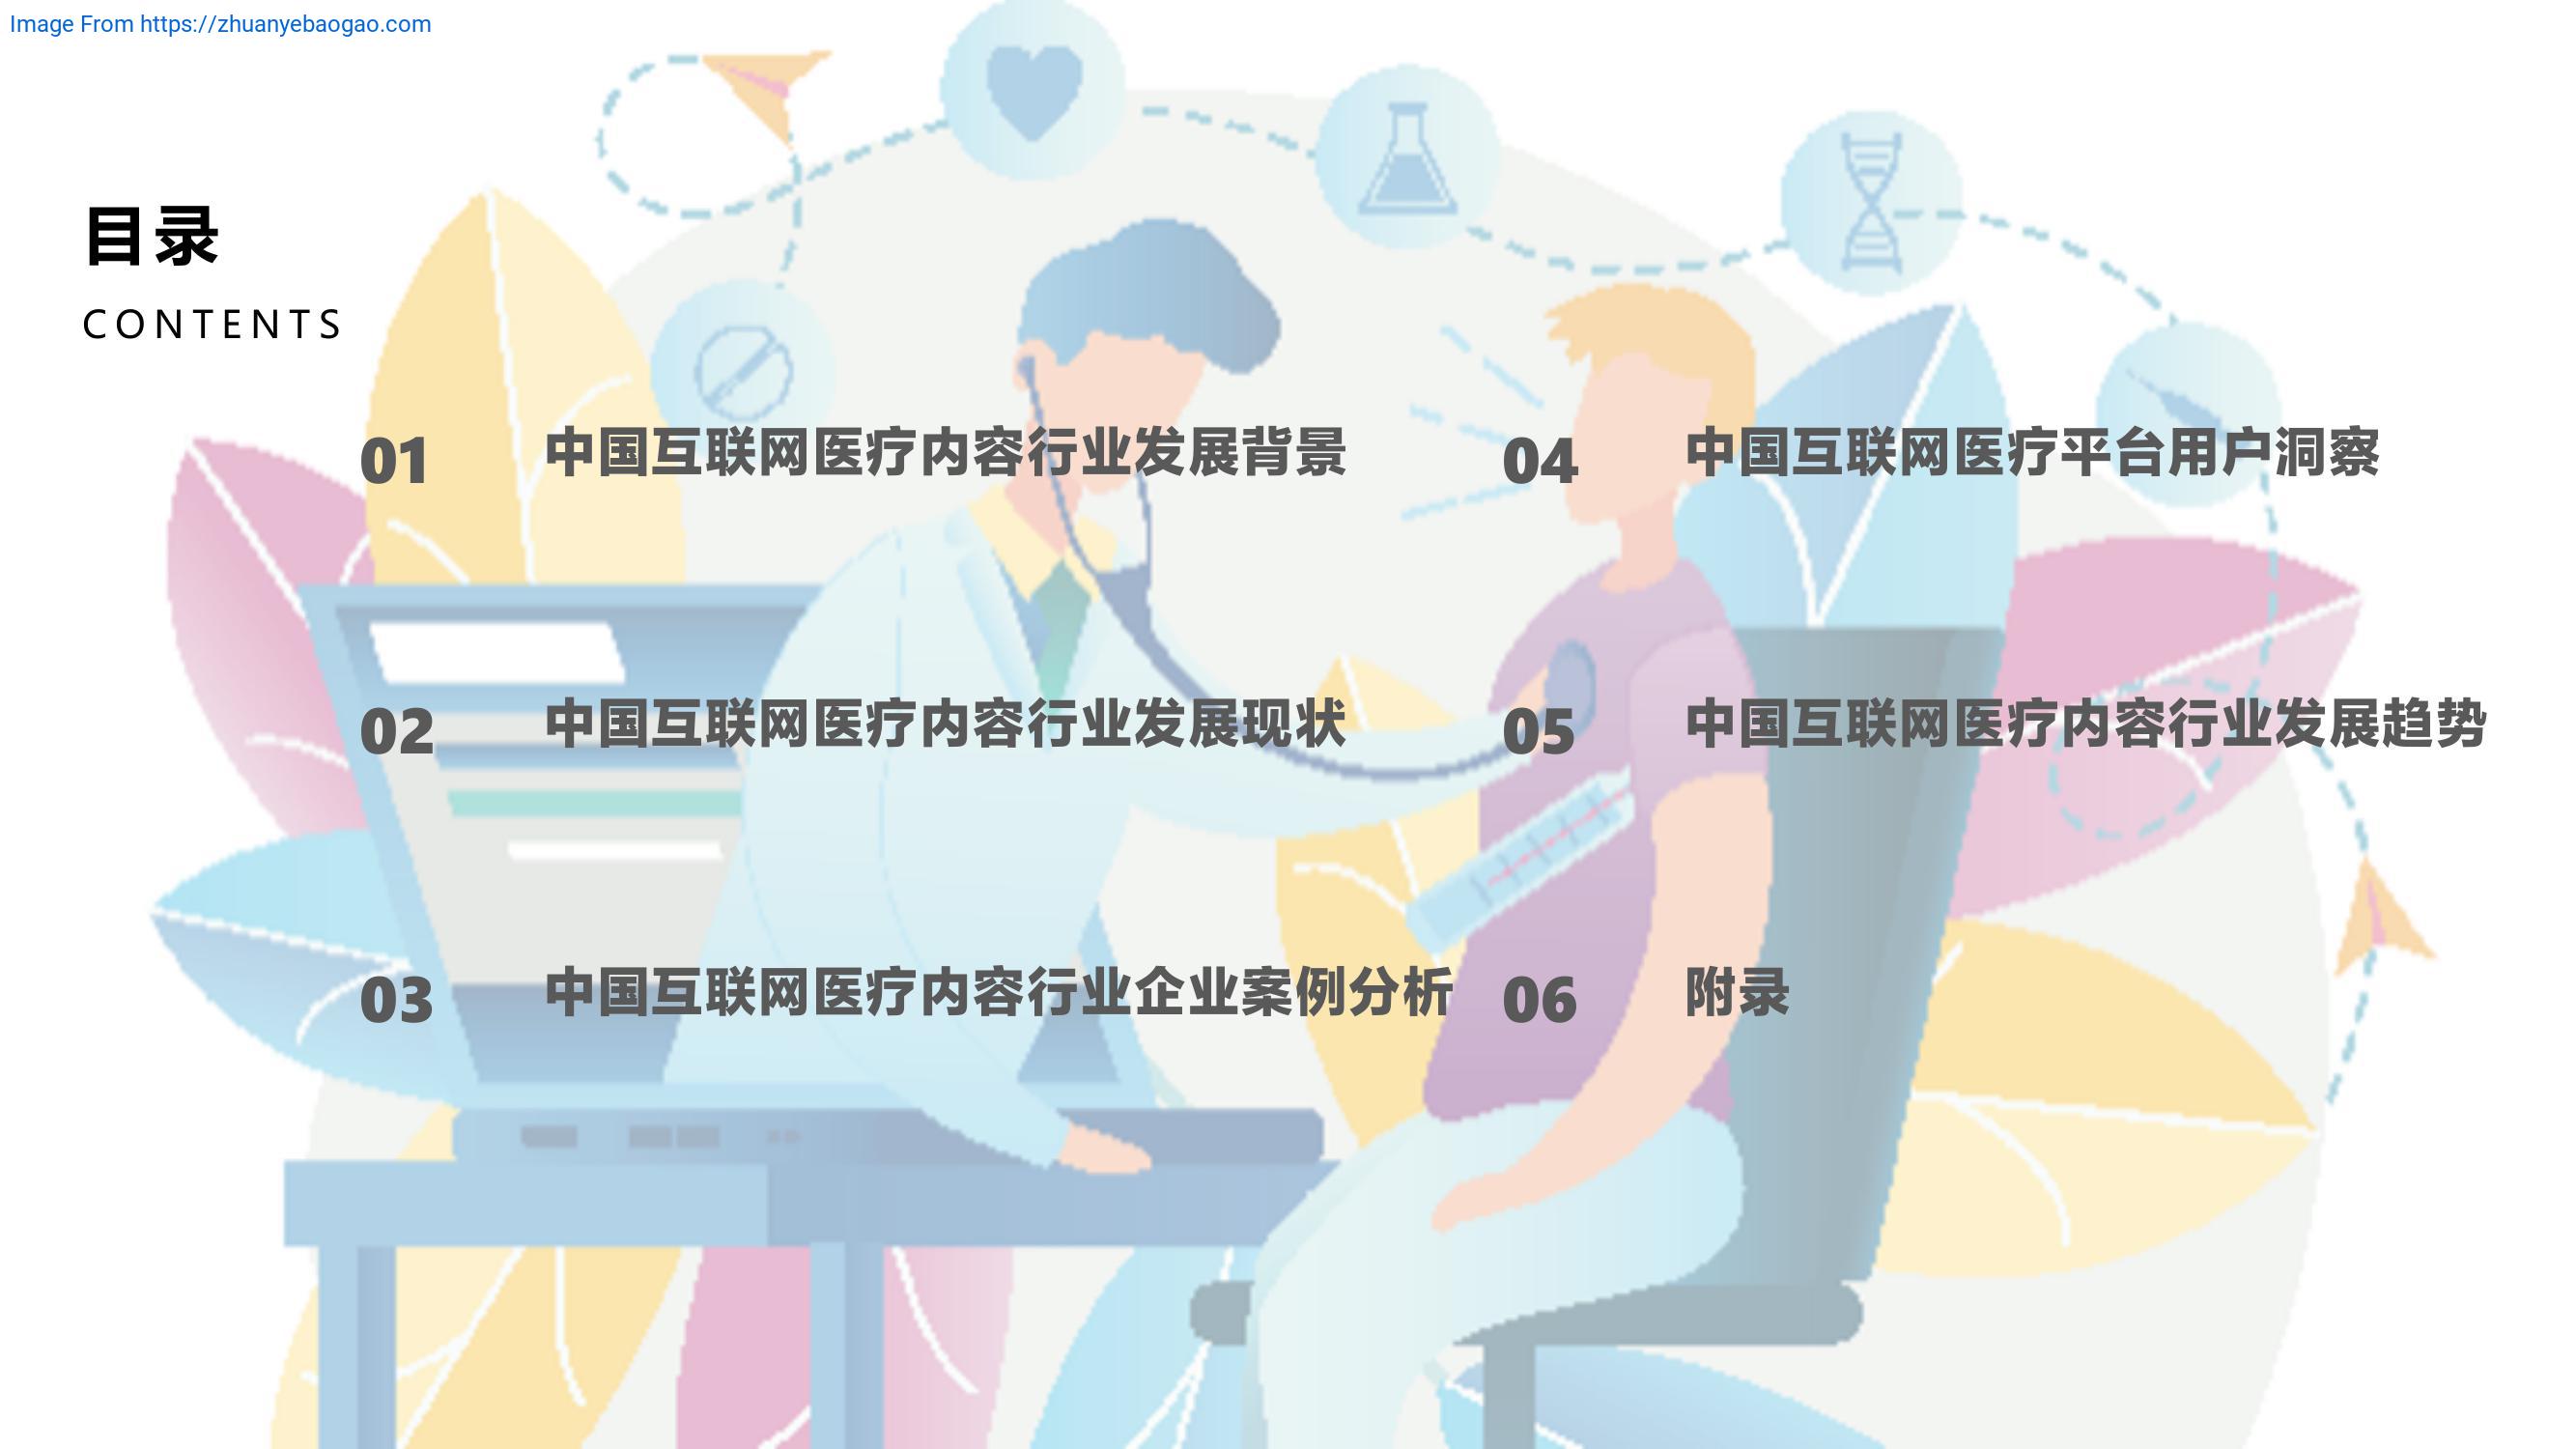 Image From https://zhuanyebaogao.com
目录
CONTENTS
01 中国互联网医疗内容行业发展背景
02 中国互联网医疗内容行业发展现状
03 中国互联网医疗内容行业企业案例分析
04 中国互联网医疗平台用户洞察
05 中国互联网医疗内容行业发展趋势
06 附录